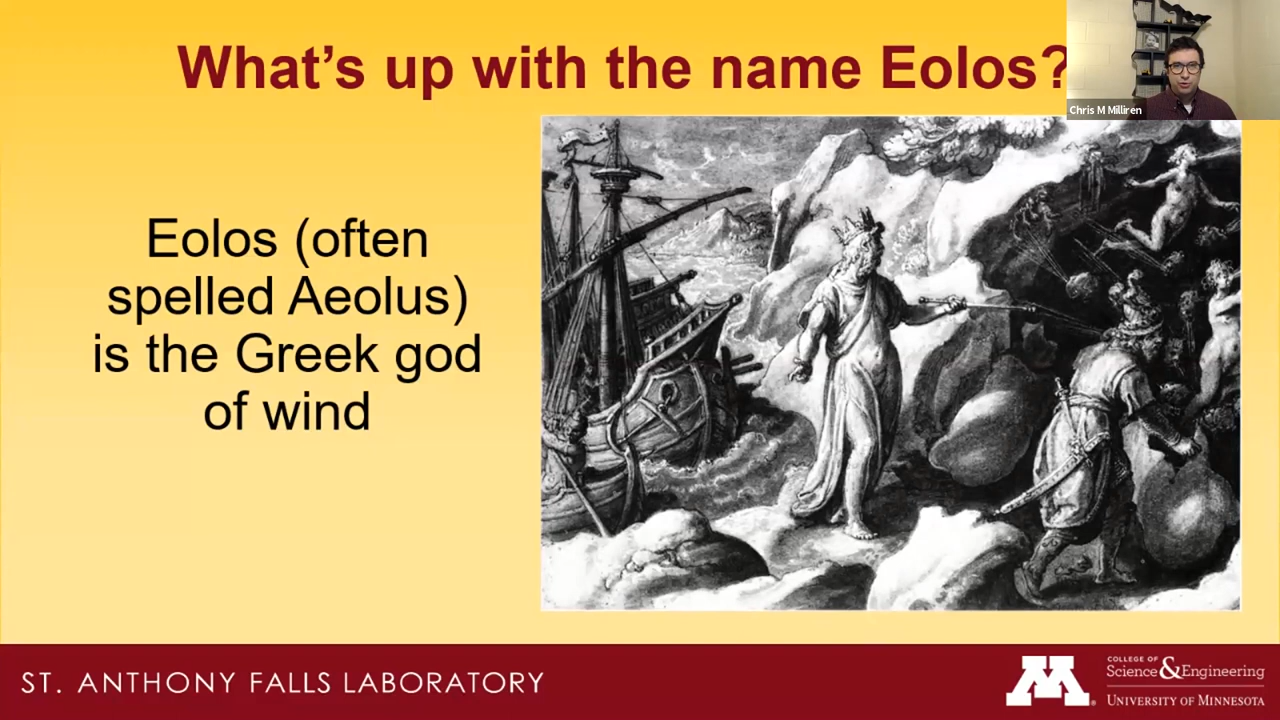 What’s up with the name Eolos?
Chris M Milliren
Eolos (often
spelled Aeolus)
is the Greek god
of wind
ST. ANTHONY FALLS LABORATORY
M
COLLEGE OF
Science & Engineering
UNIVERSITY OF MINNESOTA